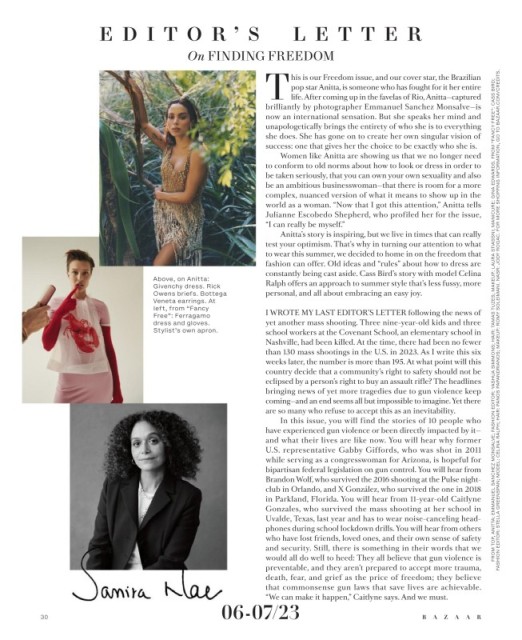 EDITOR'S LETTER
On FINDING FREEDOM
This is our Freedom issue, and our cover star, the Brazilian
pop star Anitta, is someone who has fought for it her entire
life. After coming up in the favelas of Rio, Anitta—captured
brilliantly by photographer Emmanuel Sanchez Monsalve—is
now an international sensation. But she speaks her mind and
unapologetically brings the entirety of who she is to everything
she does. She has gone on to create her own singular vision of
success: one that gives her the choice to be exactly who she is.
Women like Anitta are showing us that we no longer need
to conform to old norms about how to look or dress in order to
be taken seriously, that you can own your own sexuality and also
be an ambitious businesswoman—that there is room for a more
complex, nuanced version of what it means to show up in the
world as a woman. “Now that I got this attention,” Anitta tells
Julianne Escobedo Shepherd, who profiled her for the issue,
“I can really be myself.”
Anitta's story is inspiring, but we live in times that can really
test your optimism. That's why in turning our attention to what
to wear this summer, we decided to home in on the freedom that
fashion can offer. Old ideas and “rules” about how to dress are
constantly being cast aside. Cass Bird's story with model Celina
Ralph offers an approach to summer style that's less fussy, more
personal, and all about embracing an easy joy.
I WROTE MY LAST EDITOR'S LETTER following the news of
yet another mass shooting. Three nine-year-old kids and three
school workers at the Covenant School, an elementary school in
Nashville, had been killed. At the time, there had been no fewer
than 130 mass shootings in the U.S. in 2023. As I write this six
weeks later, the number is more than 195. At what point will this
country decide that a community's right to safety should not be
eclipsed by a person's right to buy an assault rifle? The headlines
bringing news of yet more tragedies due to gun violence keep
coming—and an end seems all but impossible to imagine. Yet there
are so many who refuse to accept this as an inevitability.
In this issue, you will find the stories of 10 people who
have experienced gun violence or been directly impacted by it—
and what their lives are like now. You will hear why former
U.S. representative Gabby Giffords, who was shot in 2011
while serving as a congresswoman for Arizona, is hopeful for
bipartisan federal legislation on gun control. You will hear from
Brandon Wolf, who survived the 2016 shooting at the Pulse night-
club in Orlando, and X González, who survived the one in 2018
in Parkland, Florida. You will hear from 11-year-old Caitlyne
Gonzales, who survived the mass shooting at her school in
Uvalde, Texas, last year and has to wear noise-canceling head-
phones during school lockdown drills. You will hear from others
who have lost friends, loved ones, and their own sense of safety
and security. Still, there is something in their words that we
would all do well to heed: They all believe that gun violence is
preventable, and they aren't prepared to accept more trauma,
death, fear, and grief as the price of freedom; they believe
that commonsense gun laws that save lives are achievable.
“We can make it happen,” Caitlyne says. And we must.
Above, on Anitta:
Givenchy dress. Rick
Owens briefs. Bottega
Veneta earrings. At
left, from “Fancy
Free”: Ferragamo
dress and gloves.
Stylist's own apron.
Samira Nae
30
06-07/23
BAZAAR